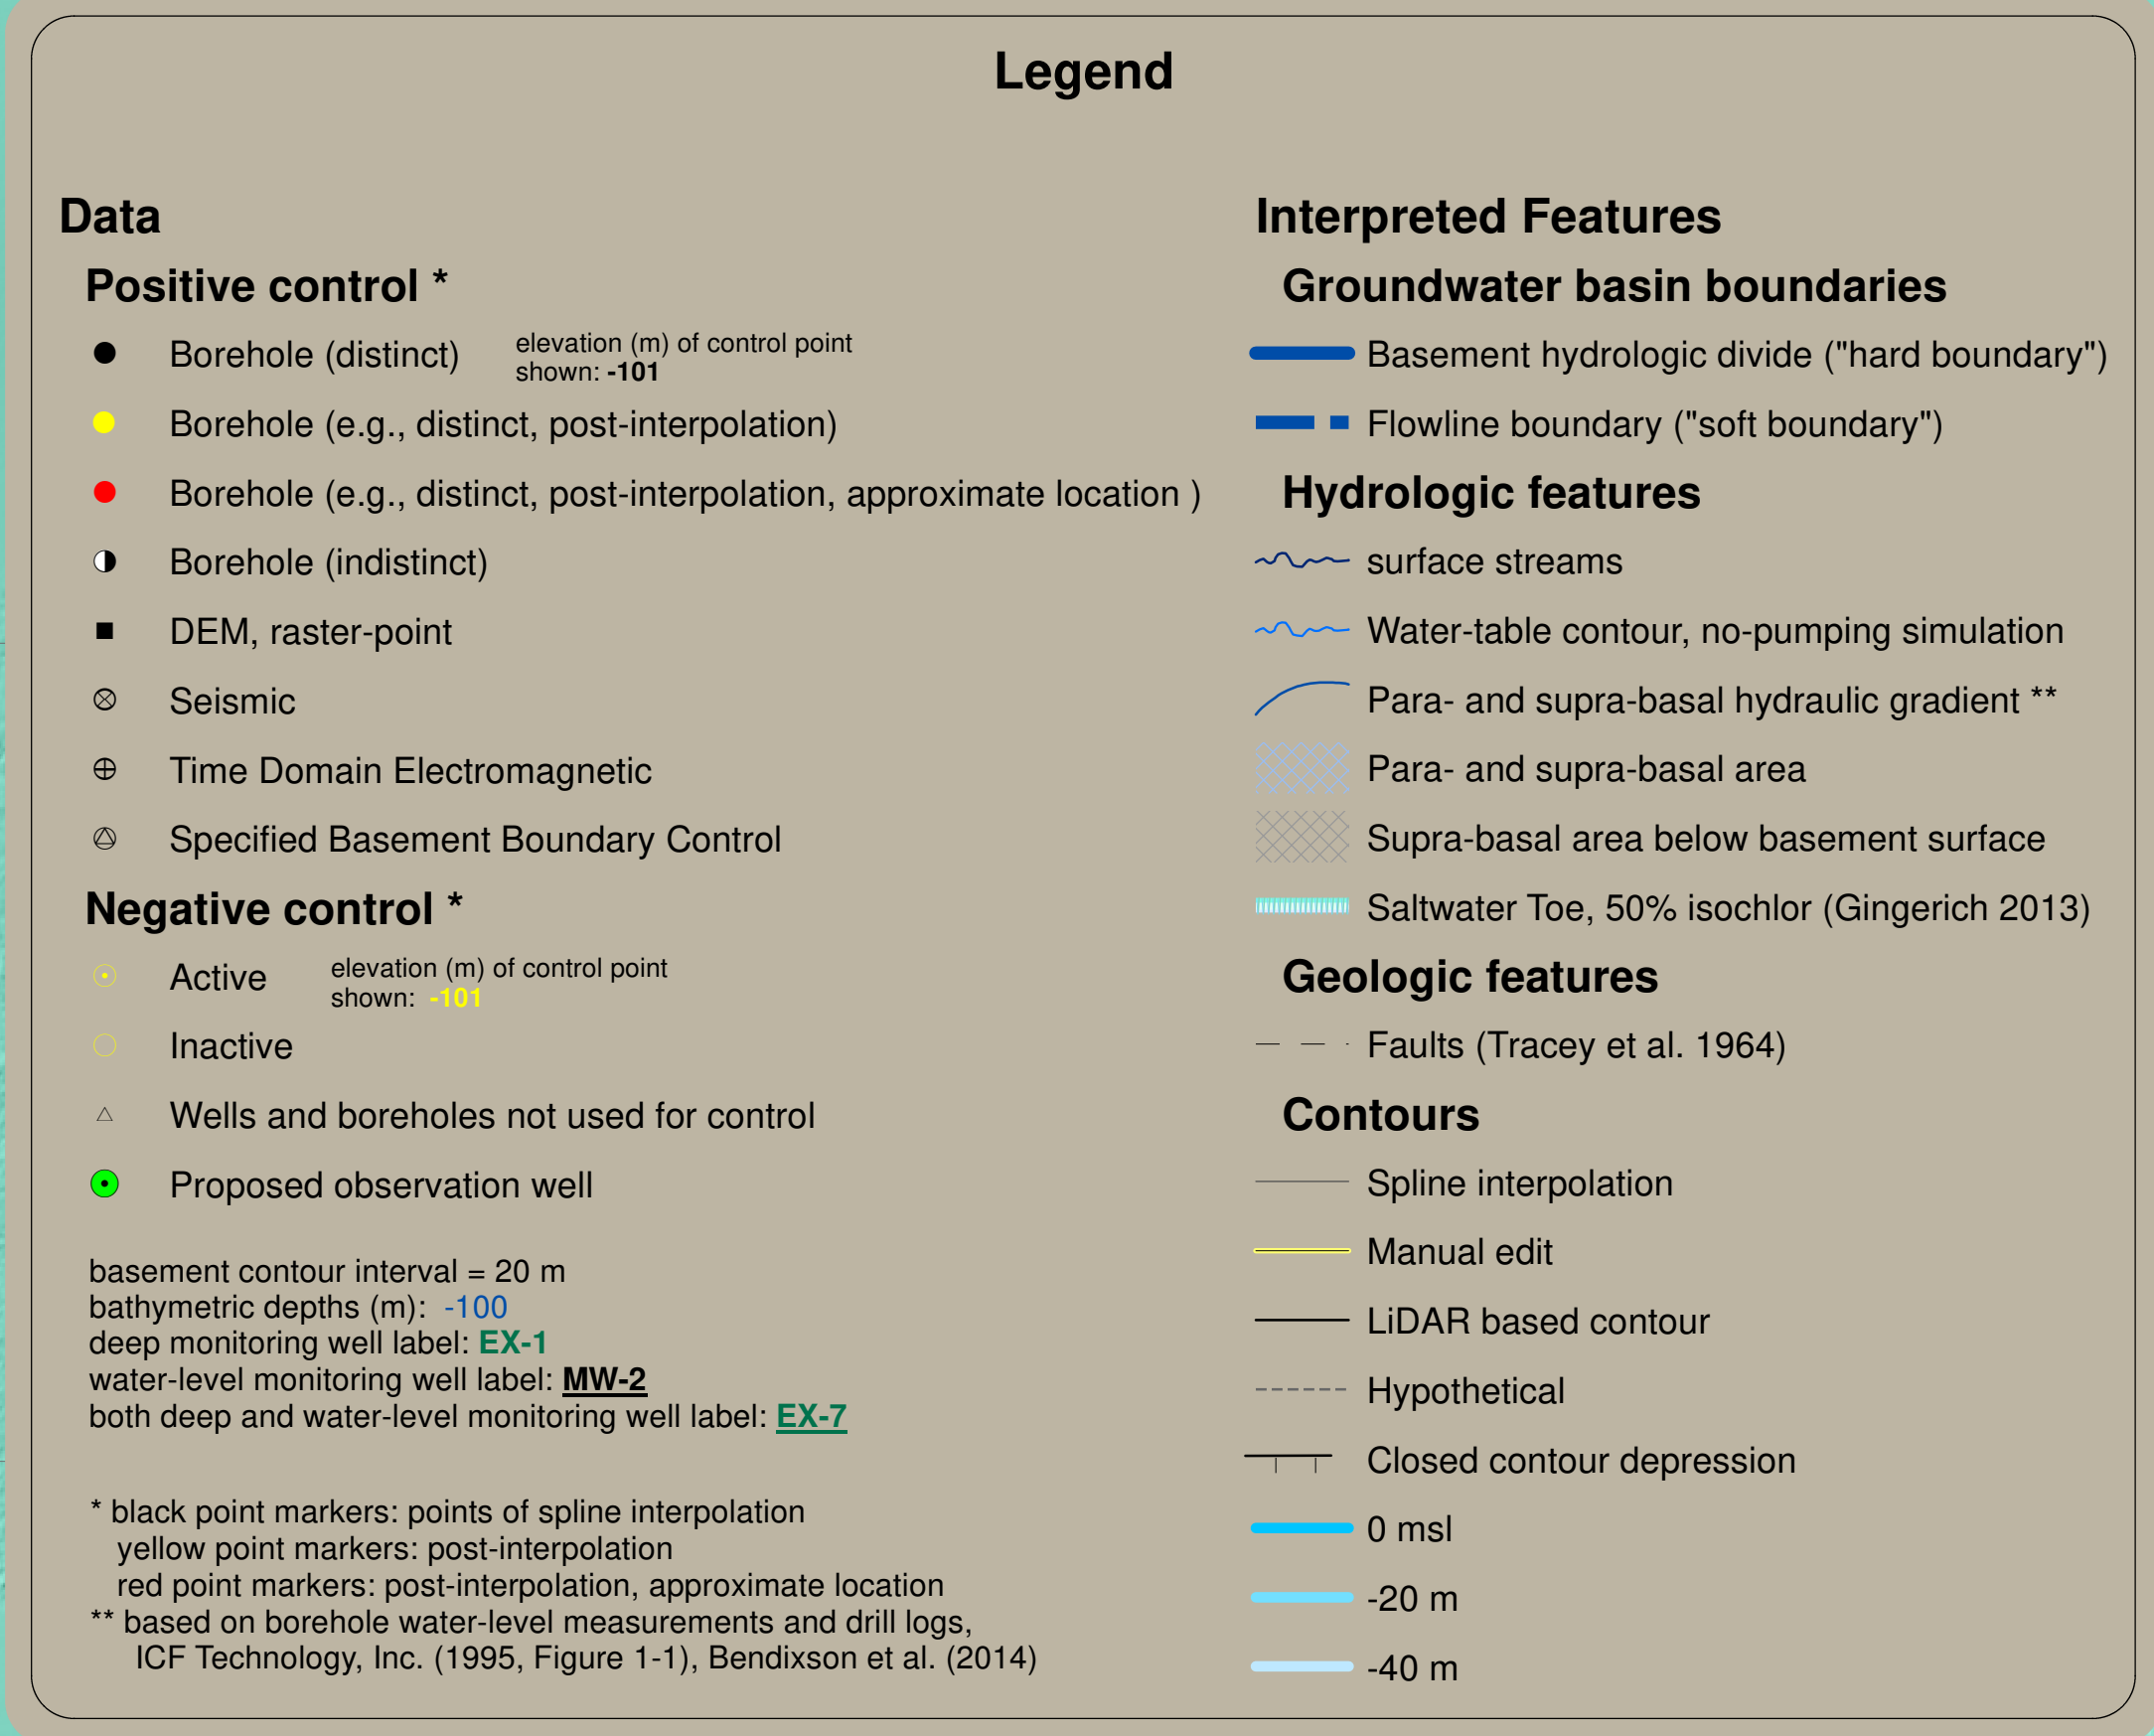 Legend
Data
Positive control *
Borehole (distinct)
elevation (m) of control point
shown: -101
Borehole (e.g., distinct, post-interpolation)
Borehole (e.g., distinct, post-interpolation, approximate location )
Borehole (indistinct)
DEM, raster-point
Seismic
Time Domain Electromagnetic
Specified Basement Boundary Control
Negative control *
Active
elevation (m) of control point
shown: -101
Inactive
Wells and boreholes not used for control
Proposed observation well
basement contour interval = 20 m
bathymetric depths (m): -100
deep monitoring well label: EX-1
water-level monitoring well label: MW-2
both deep and water-level monitoring well label: EX-7
* black point markers: points of spline interpolation
yellow point markers: post-interpolation
red point markers: post-interpolation, approximate location
** based on borehole water-level measurements and drill logs,
ICF Technology, Inc. (1995, Figure 1-1), Bendixson et al. (2014)
Interpreted Features
Groundwater basin boundaries
Basement hydrologic divide ("hard boundary")
Flowline boundary ("soft boundary")
Hydrologic features
surface streams
Water-table contour, no-pumping simulation
Para- and supra-basal hydraulic gradient **
Para- and supra-basal area
Supra-basal area below basement surface
Saltwater Toe, 50% isochlor (Gingerich 2013)
Geologic features
Faults (Tracey et al. 1964)
Contours
Spline interpolation
Manual edit
LiDAR based contour
Hypothetical
Closed contour depression
0 msl
-20 m
-40 m